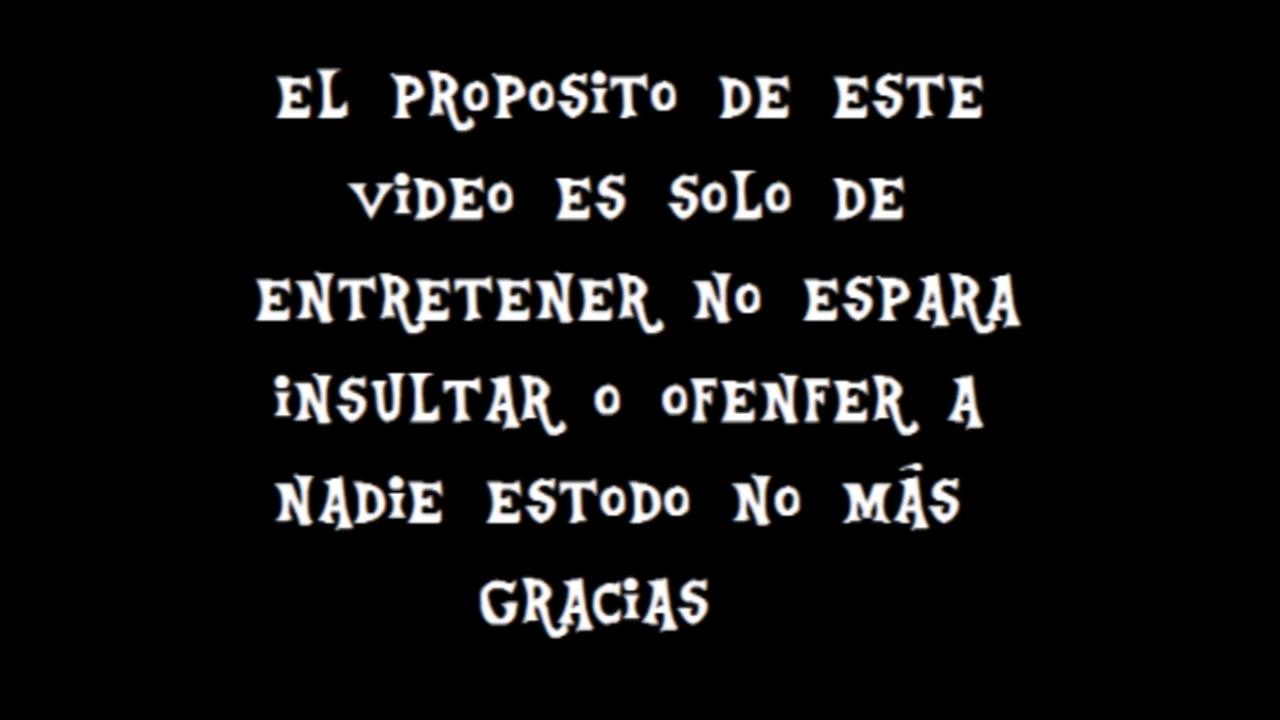 EL PROPOSITO DE ESTE
ViDEO ES SOLO DE
ENTRETENER NO ESPARA
iNSULTAR O OFENFER A
NADiE ESTODO NO MÁS
GRACiAS